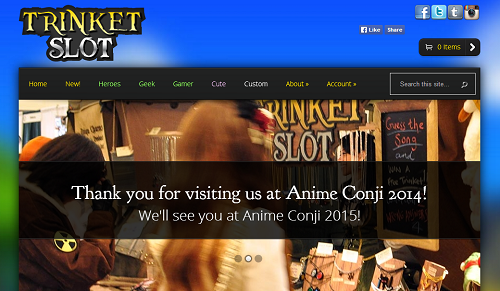 TRINKET
SLOT
Like Share
0 Items
Home New! Heroes Geek Gamer Cute Custom About » Account » Search this site...
TRINKET
SLOT
Guess the
Song
and
WIN
Thank you for visiting us at Anime Conji 2014!
We'll see you at Anime Conji 2015!